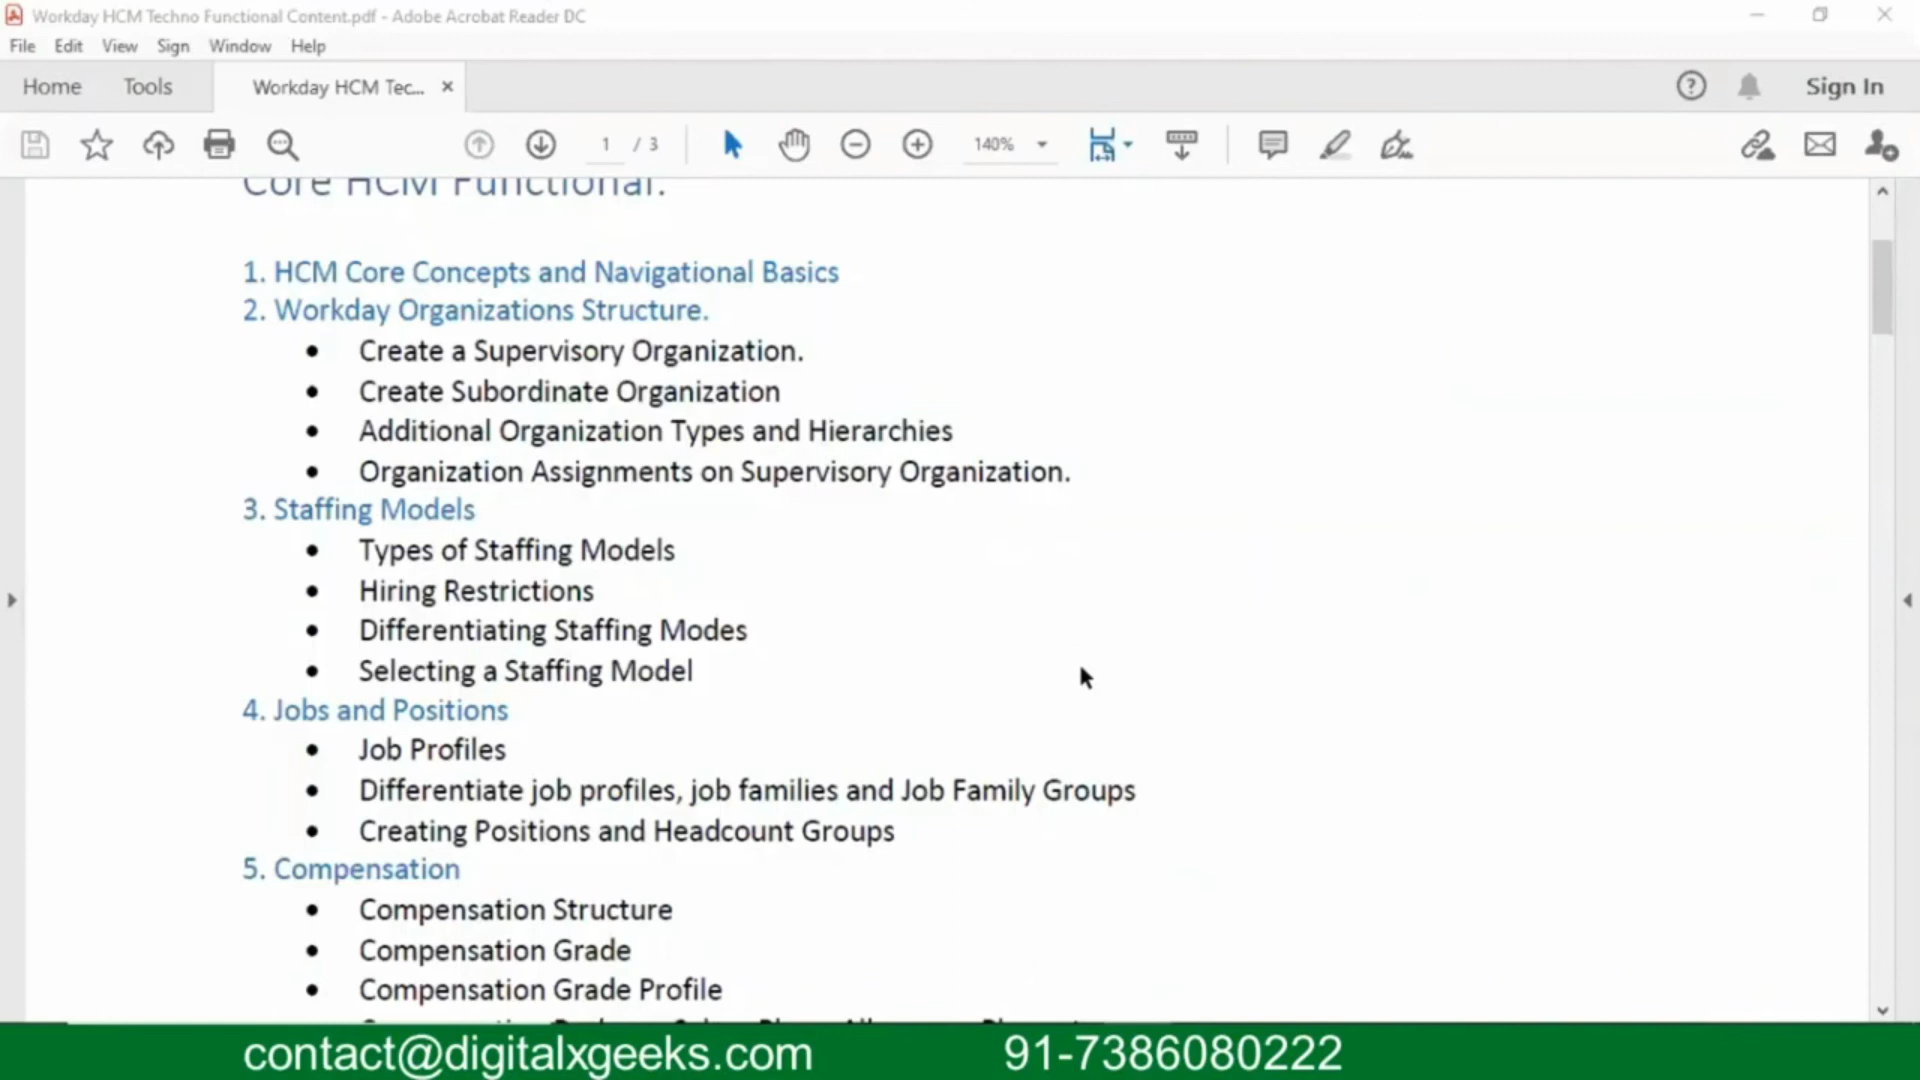 Workday HCM Techno Functional Content.pdf - Adobe Acrobat Reader DC
File Edit View Sign Window Help
Home Tools Workday HCM Tec... × Sign In
1 / 3 140%
Core HCM Functional.
1. HCM Core Concepts and Navigational Basics
2. Workday Organizations Structure.
• Create a Supervisory Organization.
• Create Subordinate Organization
• Additional Organization Types and Hierarchies
• Organization Assignments on Supervisory Organization.
3. Staffing Models
• Types of Staffing Models
• Hiring Restrictions
• Differentiating Staffing Modes
• Selecting a Staffing Model
4. Jobs and Positions
• Job Profiles
• Differentiate job profiles, job families and Job Family Groups
• Creating Positions and Headcount Groups
5. Compensation
• Compensation Structure
• Compensation Grade
• Compensation Grade Profile
contact@digitalxgeeks.com 91-7386080222